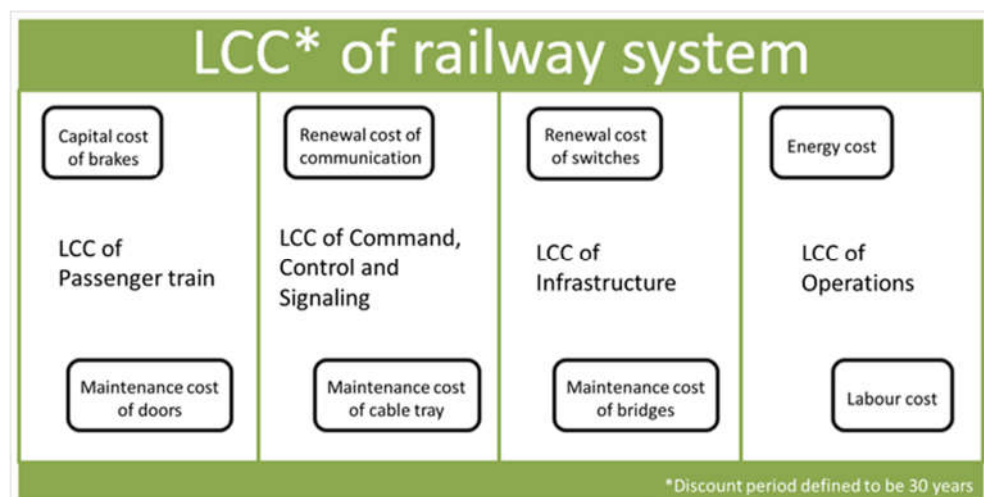 LCC* of railway system
Capital cost
of brakes
LCC of
Passenger train
Maintenance cost
of doors
Renewal cost of
communication
LCC of Command,
Control and
Signaling
Maintenance cost
of cable tray
Renewal cost
of switches
LCC of
Infrastructure
Maintenance cost
of bridges
Energy cost
LCC of
Operations
Labour cost
*Discount period defined to be 30 years